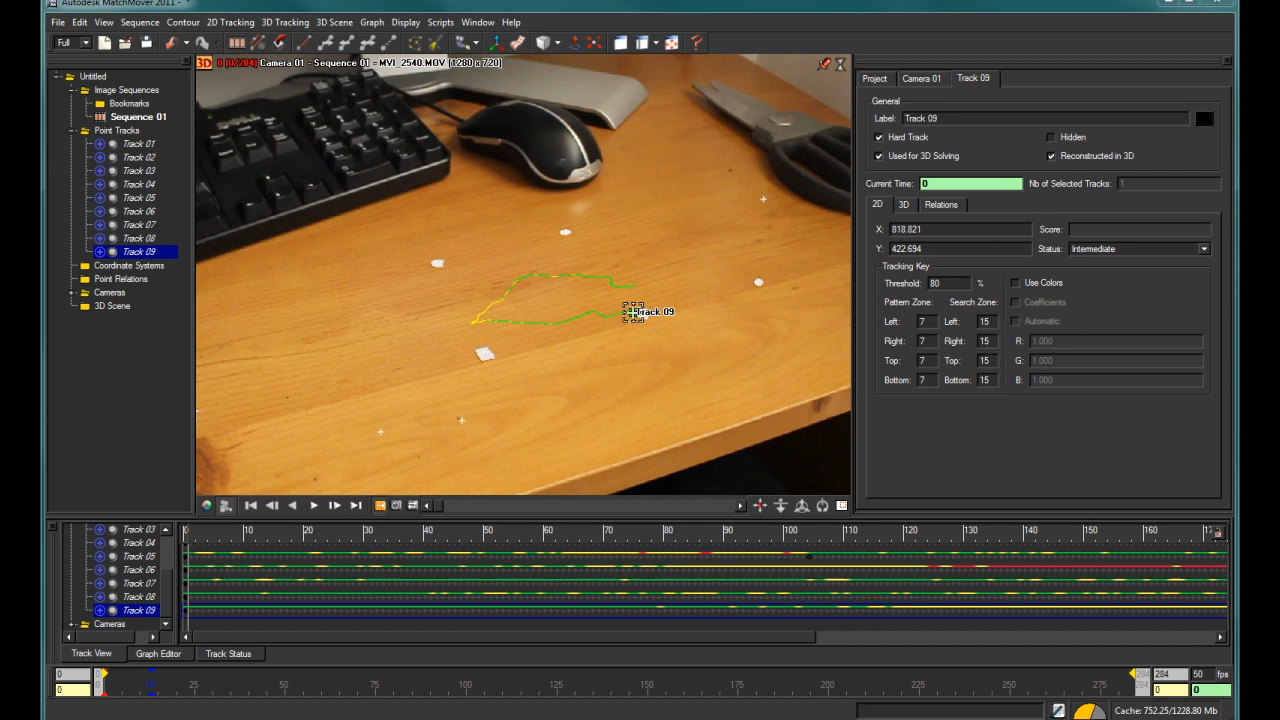 Autodesk MatchMover 2011 - *
File Edit View Sequence Contour 2D Tracking 3D Tracking 3D Scene Graph Display Scripts Window Help
Full
Untitled
Image Sequences
Bookmarks
Sequence 01
Point Tracks
Track 01
Track 02
Track 03
Track 04
Track 05
Track 06
Track 07
Track 08
Track 09
Coordinate Systems
Point Relations
Cameras
3D Scene
3D 0 [0/284] Camera 01 - Sequence 01 - MVI_2540.MOV [1280 x 720]
Track 09
Project Camera 01 Track 09
General
Label: Track 09
Hard Track Hidden
Used for 3D Solving Reconstructed in 3D
Current Time: 0 Nb of Selected Tracks: 1
2D 3D Relations
X: 818.821 Score:
Y: 422.694 Status: Intermediate
Tracking Key
Threshold: 80 % Use Colors
Pattern Zone: Search Zone: Coefficients
Left: 7 Left: 15 Automatic
Right: 7 Right: 15 R: 1.000
Top: 7 Top: 15 G: 1.000
Bottom: 7 Bottom: 15 B: 1.000
Track 03
Track 04
Track 05
Track 06
Track 07
Track 08
Track 09
Cameras
0 10 20 30 40 50 60 70 80 90 100 110 120 130 140 150 160 17
Track View Graph Editor Track Status
0 0 25 50 75 100 125 150 175 200 225 250 275 284 284 50 fps
0 0 0
Cache: 752.25/1228.80 Mb